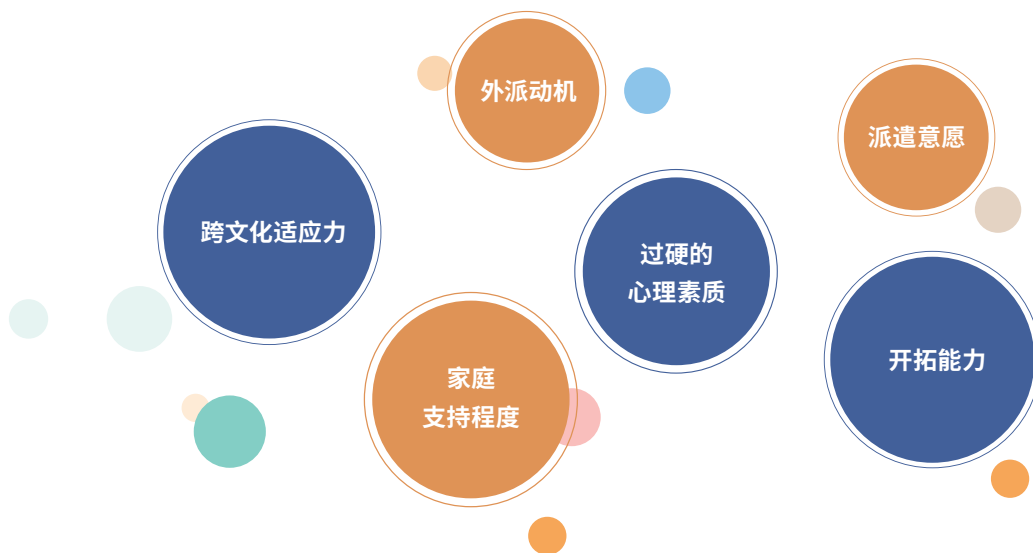 外派动机
派遣意愿
跨文化适应力
过硬的
心理素质
开拓能力
家庭
支持程度